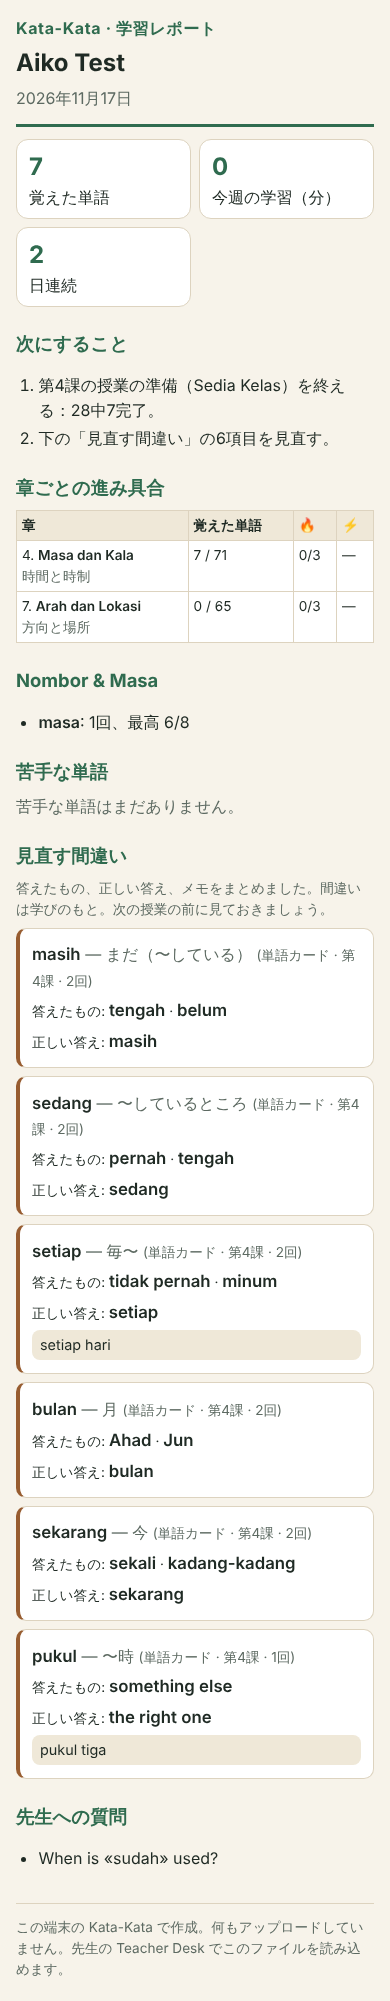 Kata-Kata · 学習レポート
Aiko Test
2026年11月17日
7
覚えた単語
0
今週の学習（分）
2
日連続
次にすること
1. 第4課の授業の準備（Sedia Kelas）を終え
る：28中7完了。
2. 下の「見直す間違い」の6項目を見直す。
章ごとの進み具合
章 覚えた単語 🔥 ⚡
4. Masa dan Kala 7 / 71 0/3 —
時間と時制
7. Arah dan Lokasi 0 / 65 0/3 —
方向と場所
Nombor & Masa
• masa: 1回、最高 6/8
苦手な単語
苦手な単語はまだありません。
見直す間違い
答えたもの、正しい答え、メモをまとめました。間違い
は学びのもと。次の授業の前に見ておきましょう。
masih — まだ（〜している） (単語カード · 第
4課 · 2回)
答えたもの: tengah · belum
正しい答え: masih
sedang — 〜しているところ (単語カード · 第4
課 · 2回)
答えたもの: pernah · tengah
正しい答え: sedang
setiap — 毎〜 (単語カード · 第4課 · 2回)
答えたもの: tidak pernah · minum
正しい答え: setiap
setiap hari
bulan — 月 (単語カード · 第4課 · 2回)
答えたもの: Ahad · Jun
正しい答え: bulan
sekarang — 今 (単語カード · 第4課 · 2回)
答えたもの: sekali · kadang-kadang
正しい答え: sekarang
pukul — 〜時 (単語カード · 第4課 · 1回)
答えたもの: something else
正しい答え: the right one
pukul tiga
先生への質問
• When is «sudah» used?
この端末の Kata-Kata で作成。何もアップロードしてい
ません。先生の Teacher Desk でこのファイルを読み込
めます。